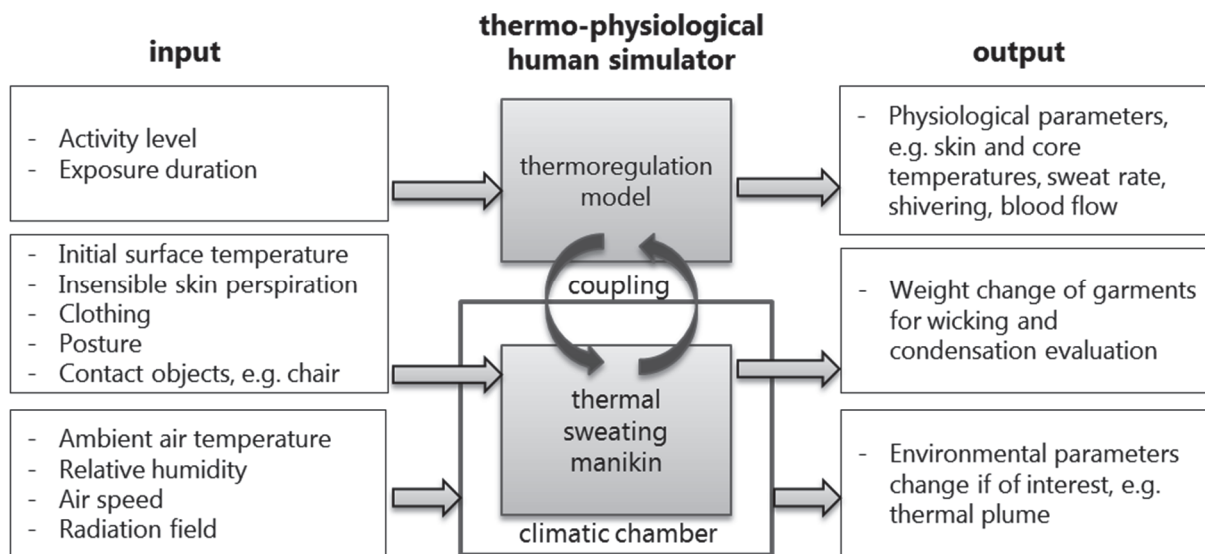 input
- Activity level
- Exposure duration
- Initial surface temperature
- Insensible skin perspiration
- Clothing
- Posture
- Contact objects, e.g. chair
- Ambient air temperature
- Relative humidity
- Air speed
- Radiation field
thermo-physiological
human simulator
thermoregulation
model
coupling
thermal
sweating
manikin
climatic chamber
output
- Physiological parameters,
e.g. skin and core
temperatures, sweat rate,
shivering, blood flow
- Weight change of garments
for wicking and
condensation evaluation
- Environmental parameters
change if of interest, e.g.
thermal plume